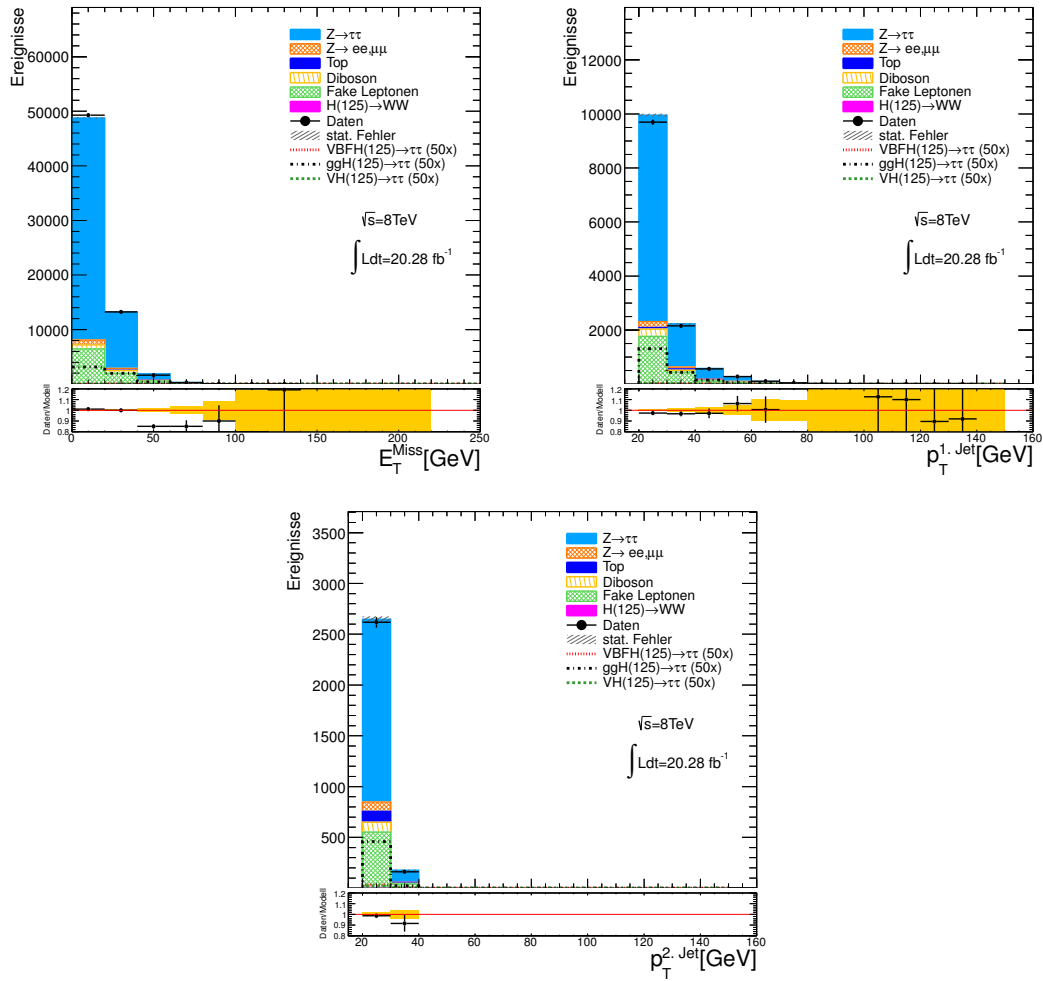 Ereignisse
60000
50000
40000
30000
20000
10000
Z→ττ
Z→ ee,μμ
Top
Diboson
Fake Leptonen
H(125)→WW
Daten
stat. Fehler
VBFH(125)→ττ (50x)
ggH(125)→ττ (50x)
VH(125)→ττ (50x)
√s=8TeV
∫ Ldt=20.28 fb⁻¹
Daten/Modell
1.2
1.1
1
0.9
0.8
0 50 100 150 200 250
E_T^Miss[GeV]
Ereignisse
12000
10000
8000
6000
4000
2000
Z→ττ
Z→ ee,μμ
Top
Diboson
Fake Leptonen
H(125)→WW
Daten
stat. Fehler
VBFH(125)→ττ (50x)
ggH(125)→ττ (50x)
VH(125)→ττ (50x)
√s=8TeV
∫ Ldt=20.28 fb⁻¹
Daten/Modell
1.2
1.1
1
0.9
0.8
20 40 60 80 100 120 140 160
p_T^1. Jet[GeV]
Ereignisse
3500
3000
2500
2000
1500
1000
500
Z→ττ
Z→ ee,μμ
Top
Diboson
Fake Leptonen
H(125)→WW
Daten
stat. Fehler
VBFH(125)→ττ (50x)
ggH(125)→ττ (50x)
VH(125)→ττ (50x)
√s=8TeV
∫ Ldt=20.28 fb⁻¹
Daten/Modell
1.2
1.1
1
0.9
0.8
20 40 60 80 100 120 140 160
p_T^2. Jet[GeV]